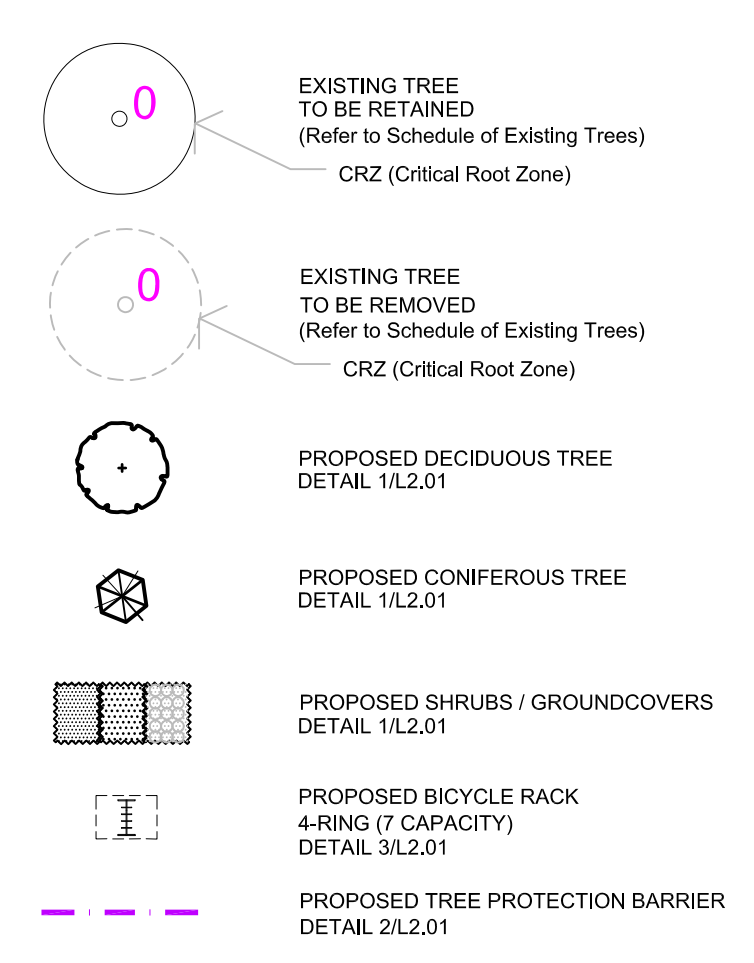 0
EXISTING TREE
TO BE RETAINED
(Refer to Schedule of Existing Trees)
CRZ (Critical Root Zone)
0
EXISTING TREE
TO BE REMOVED
(Refer to Schedule of Existing Trees)
CRZ (Critical Root Zone)
PROPOSED DECIDUOUS TREE
DETAIL 1/L2.01
PROPOSED CONIFEROUS TREE
DETAIL 1/L2.01
PROPOSED SHRUBS / GROUNDCOVERS
DETAIL 1/L2.01
PROPOSED BICYCLE RACK
4-RING (7 CAPACITY)
DETAIL 3/L2.01
PROPOSED TREE PROTECTION BARRIER
DETAIL 2/L2.01